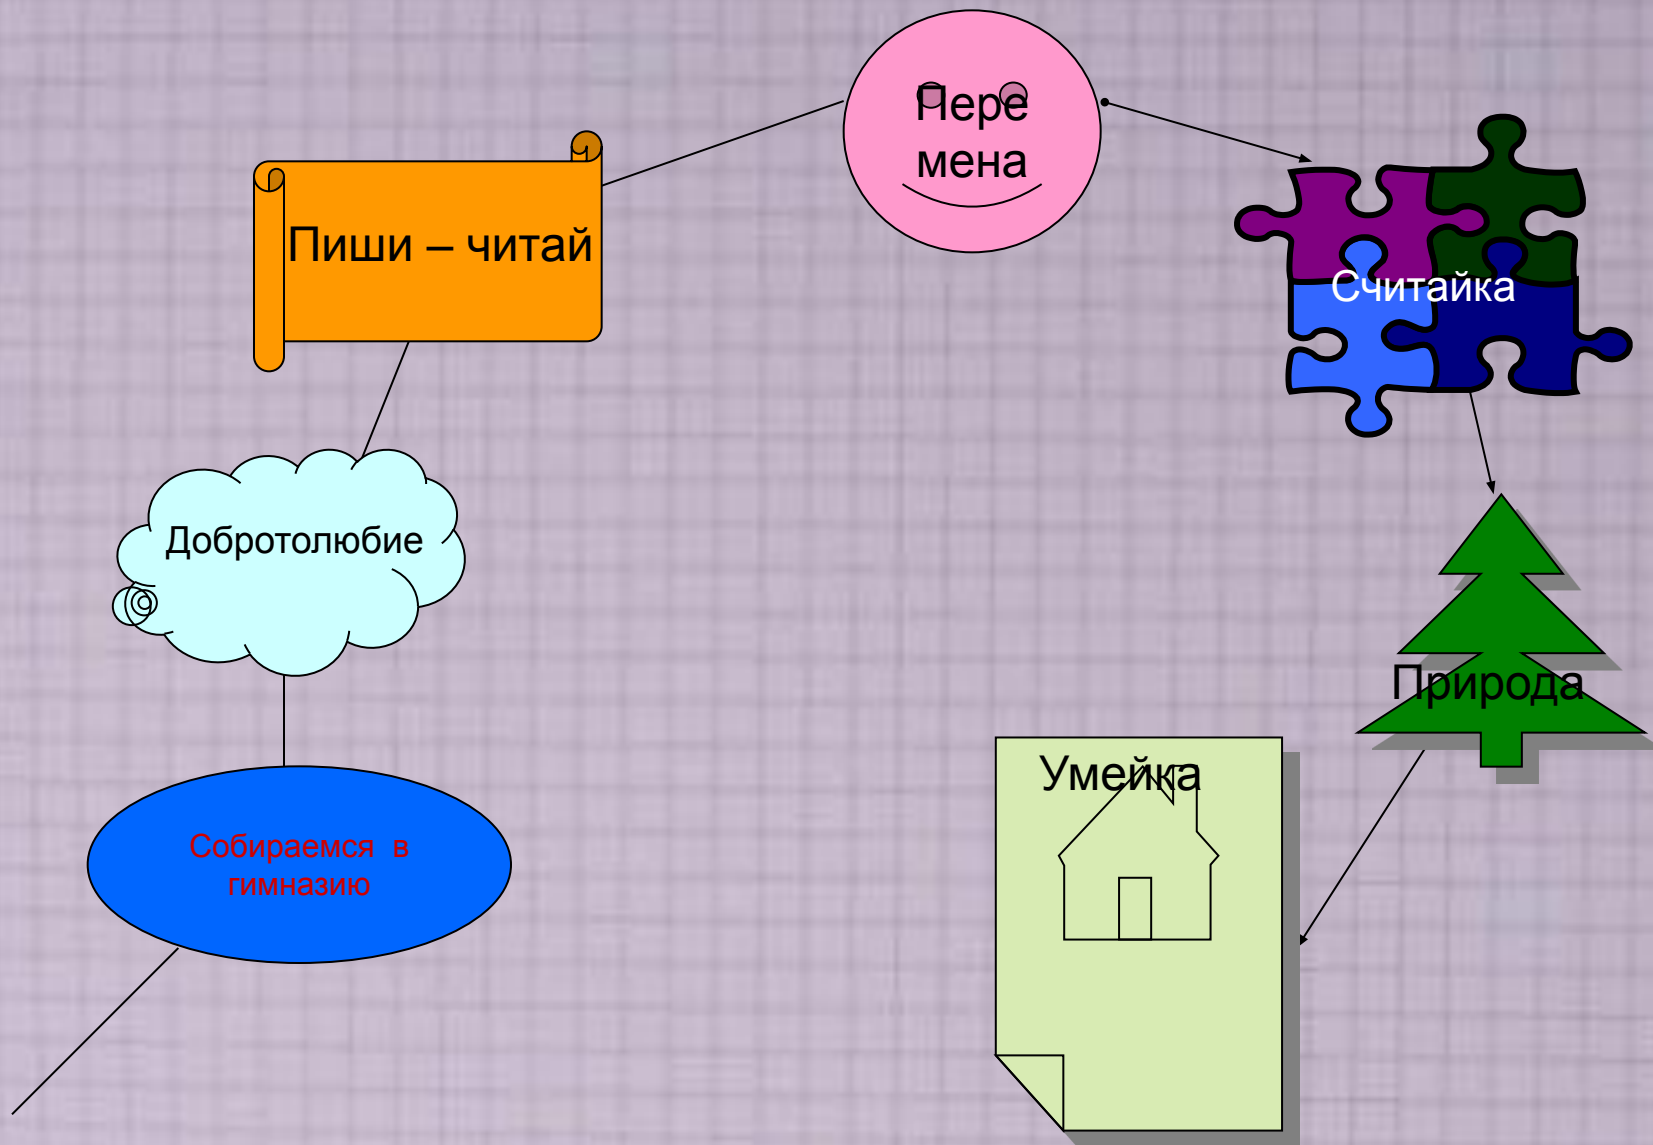 Пере
мена
Пиши – читай
Считайка
Добротолюбие
Природа
Умейка
Собираемся в
гимназию